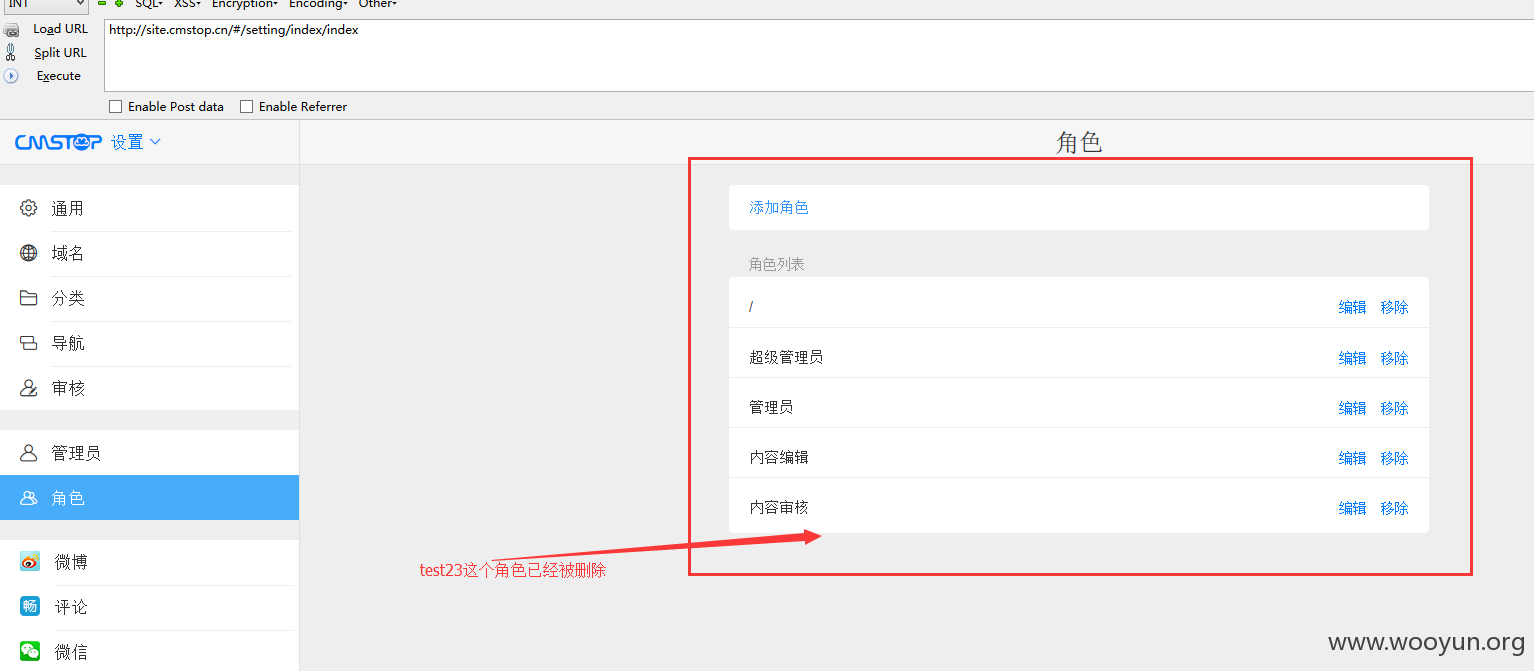 INT SQL▾ XSS▾ Encryption▾ Encoding▾ Other▾
Load URL
http://site.cmstop.cn/#/setting/index/index
Split URL
Execute
Enable Post data Enable Referrer
CMSTOP 设置
角色
通用
域名
分类
导航
审核
管理员
角色
微博
评论
畅
微信
添加角色
角色列表
/ 编辑 移除
超级管理员 编辑 移除
管理员 编辑 移除
内容编辑 编辑 移除
内容审核 编辑 移除
test23这个角色已经被删除
www.wooyun.org